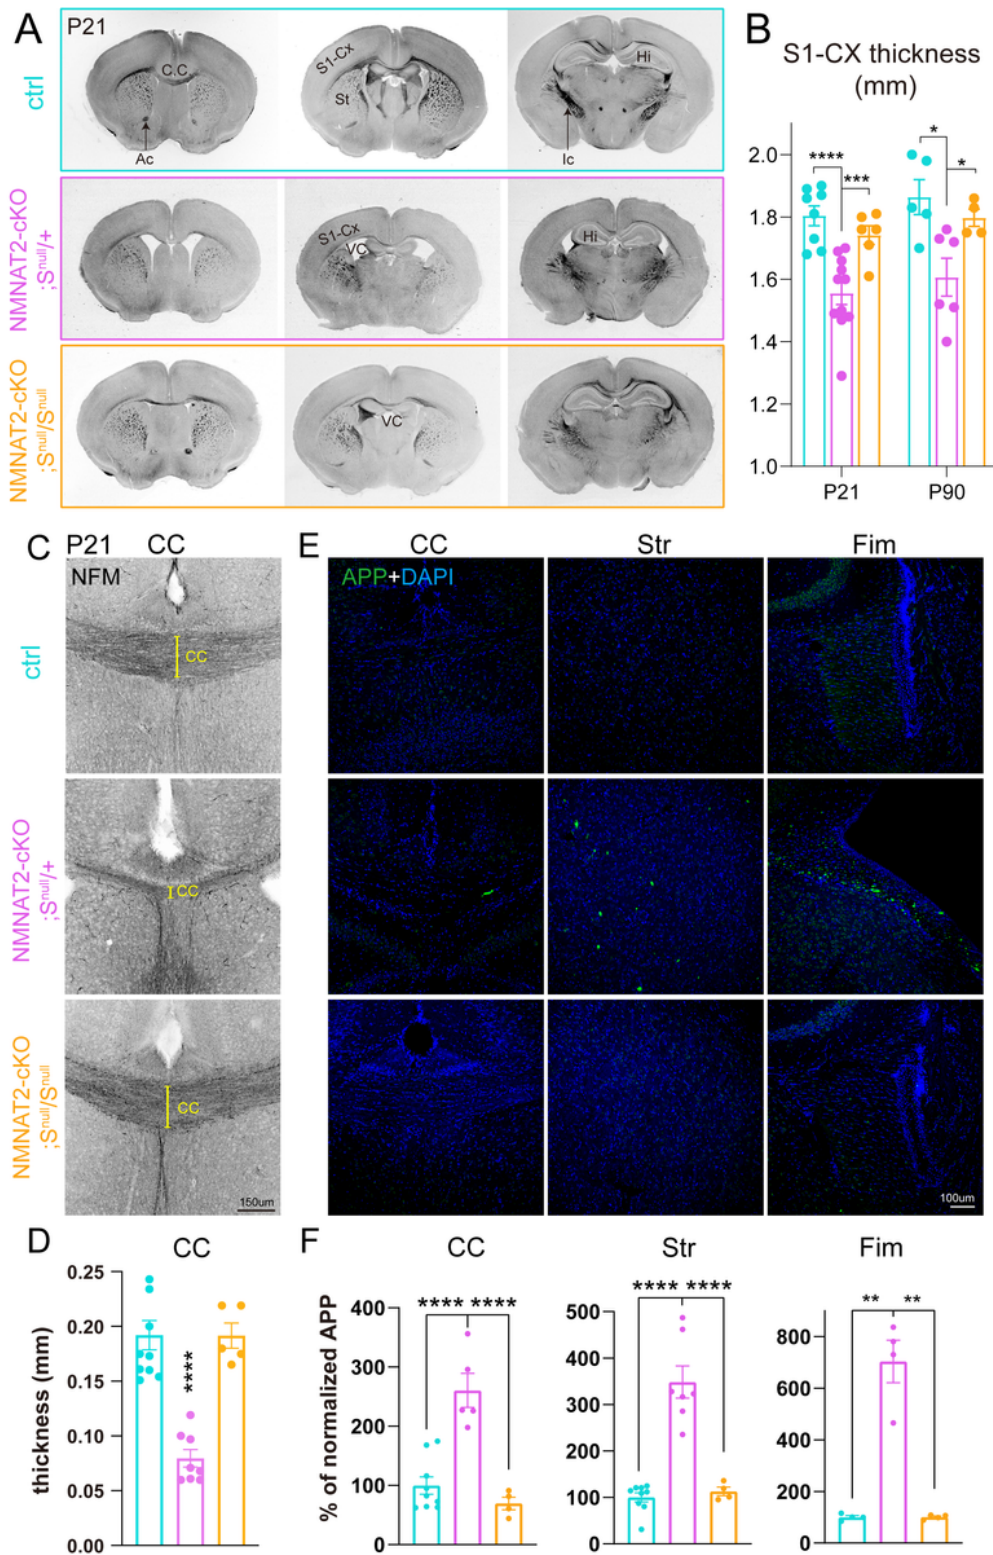 A
P21
ctrl
C.C
Ac
S1-Cx
St
Hi
Ic
NMNAT2-cKO
;Snull/+
S1-Cx
VC
Hi
NMNAT2-cKO
;Snull/Snull
VC
B
S1-CX thickness
(mm)
****
***
*
*
2.0
1.8
1.6
1.4
1.2
1.0
P21
P90
C
P21 CC
NFM
ctrl
CC
NMNAT2-cKO
;Snull/+
CC
NMNAT2-cKO
;Snull/Snull
CC
150um
E
CC
Str
Fim
APP+DAPI
100um
D
CC
thickness (mm)
0.25
0.20
0.15
0.10
0.05
0.00
****
F
% of normalized APP
CC
**** ****
400
300
200
100
0
Str
**** ****
500
400
300
200
100
0
Fim
** **
800
600
400
200
0